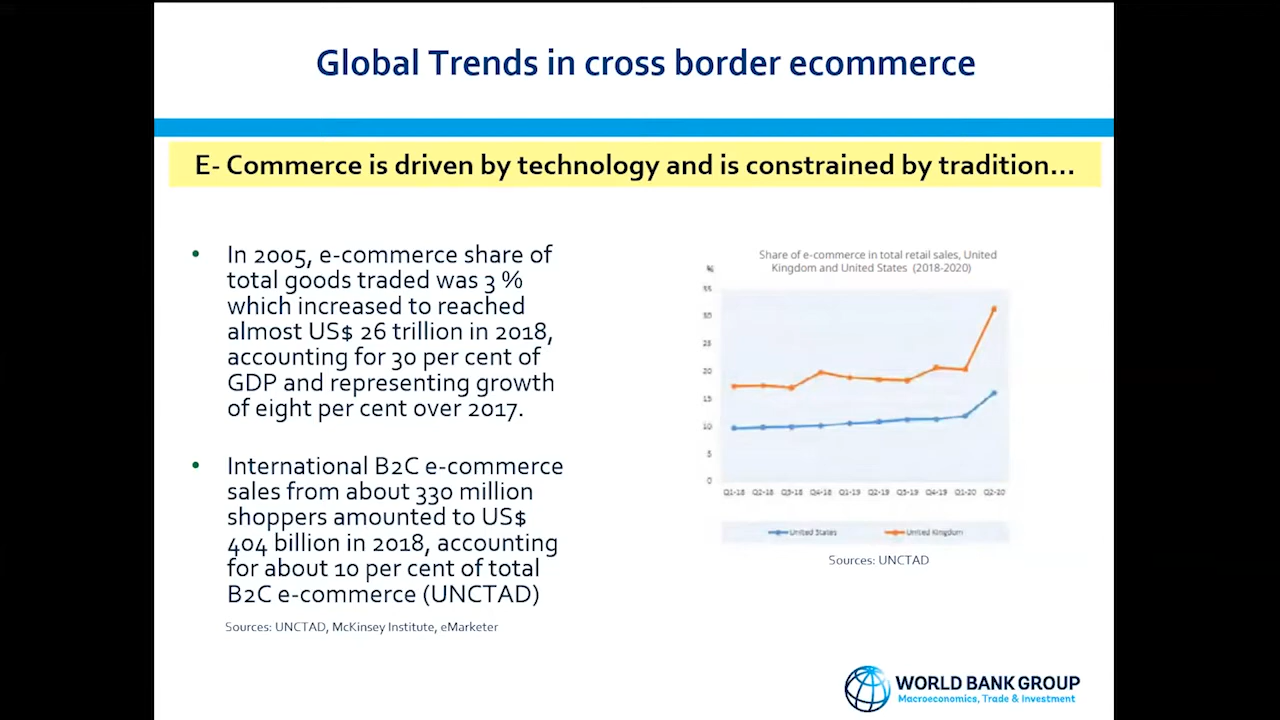 Global Trends in cross border ecommerce
E- Commerce is driven by technology and is constrained by tradition...
• In 2005, e-commerce share of
total goods traded was 3 %
which increased to reached
almost US$ 26 trillion in 2018,
accounting for 30 per cent of
GDP and representing growth
of eight per cent over 2017.
• International B2C e-commerce
sales from about 330 million
shoppers amounted to US$
404 billion in 2018, accounting
for about 10 per cent of total
B2C e-commerce (UNCTAD)
Sources: UNCTAD, McKinsey Institute, eMarketer
Share of e-commerce in total retail sales, United
Kingdom and United States (2018-2020)
%
35
30
25
20
15
10
5
0
Q1-18 Q2-18 Q3-18 Q4-18 Q1-19 Q2-19 Q3-19 Q4-19 Q1-20 Q2-20
United States United Kingdom
Sources: UNCTAD
WORLD BANK GROUP
Macroeconomics, Trade & Investment